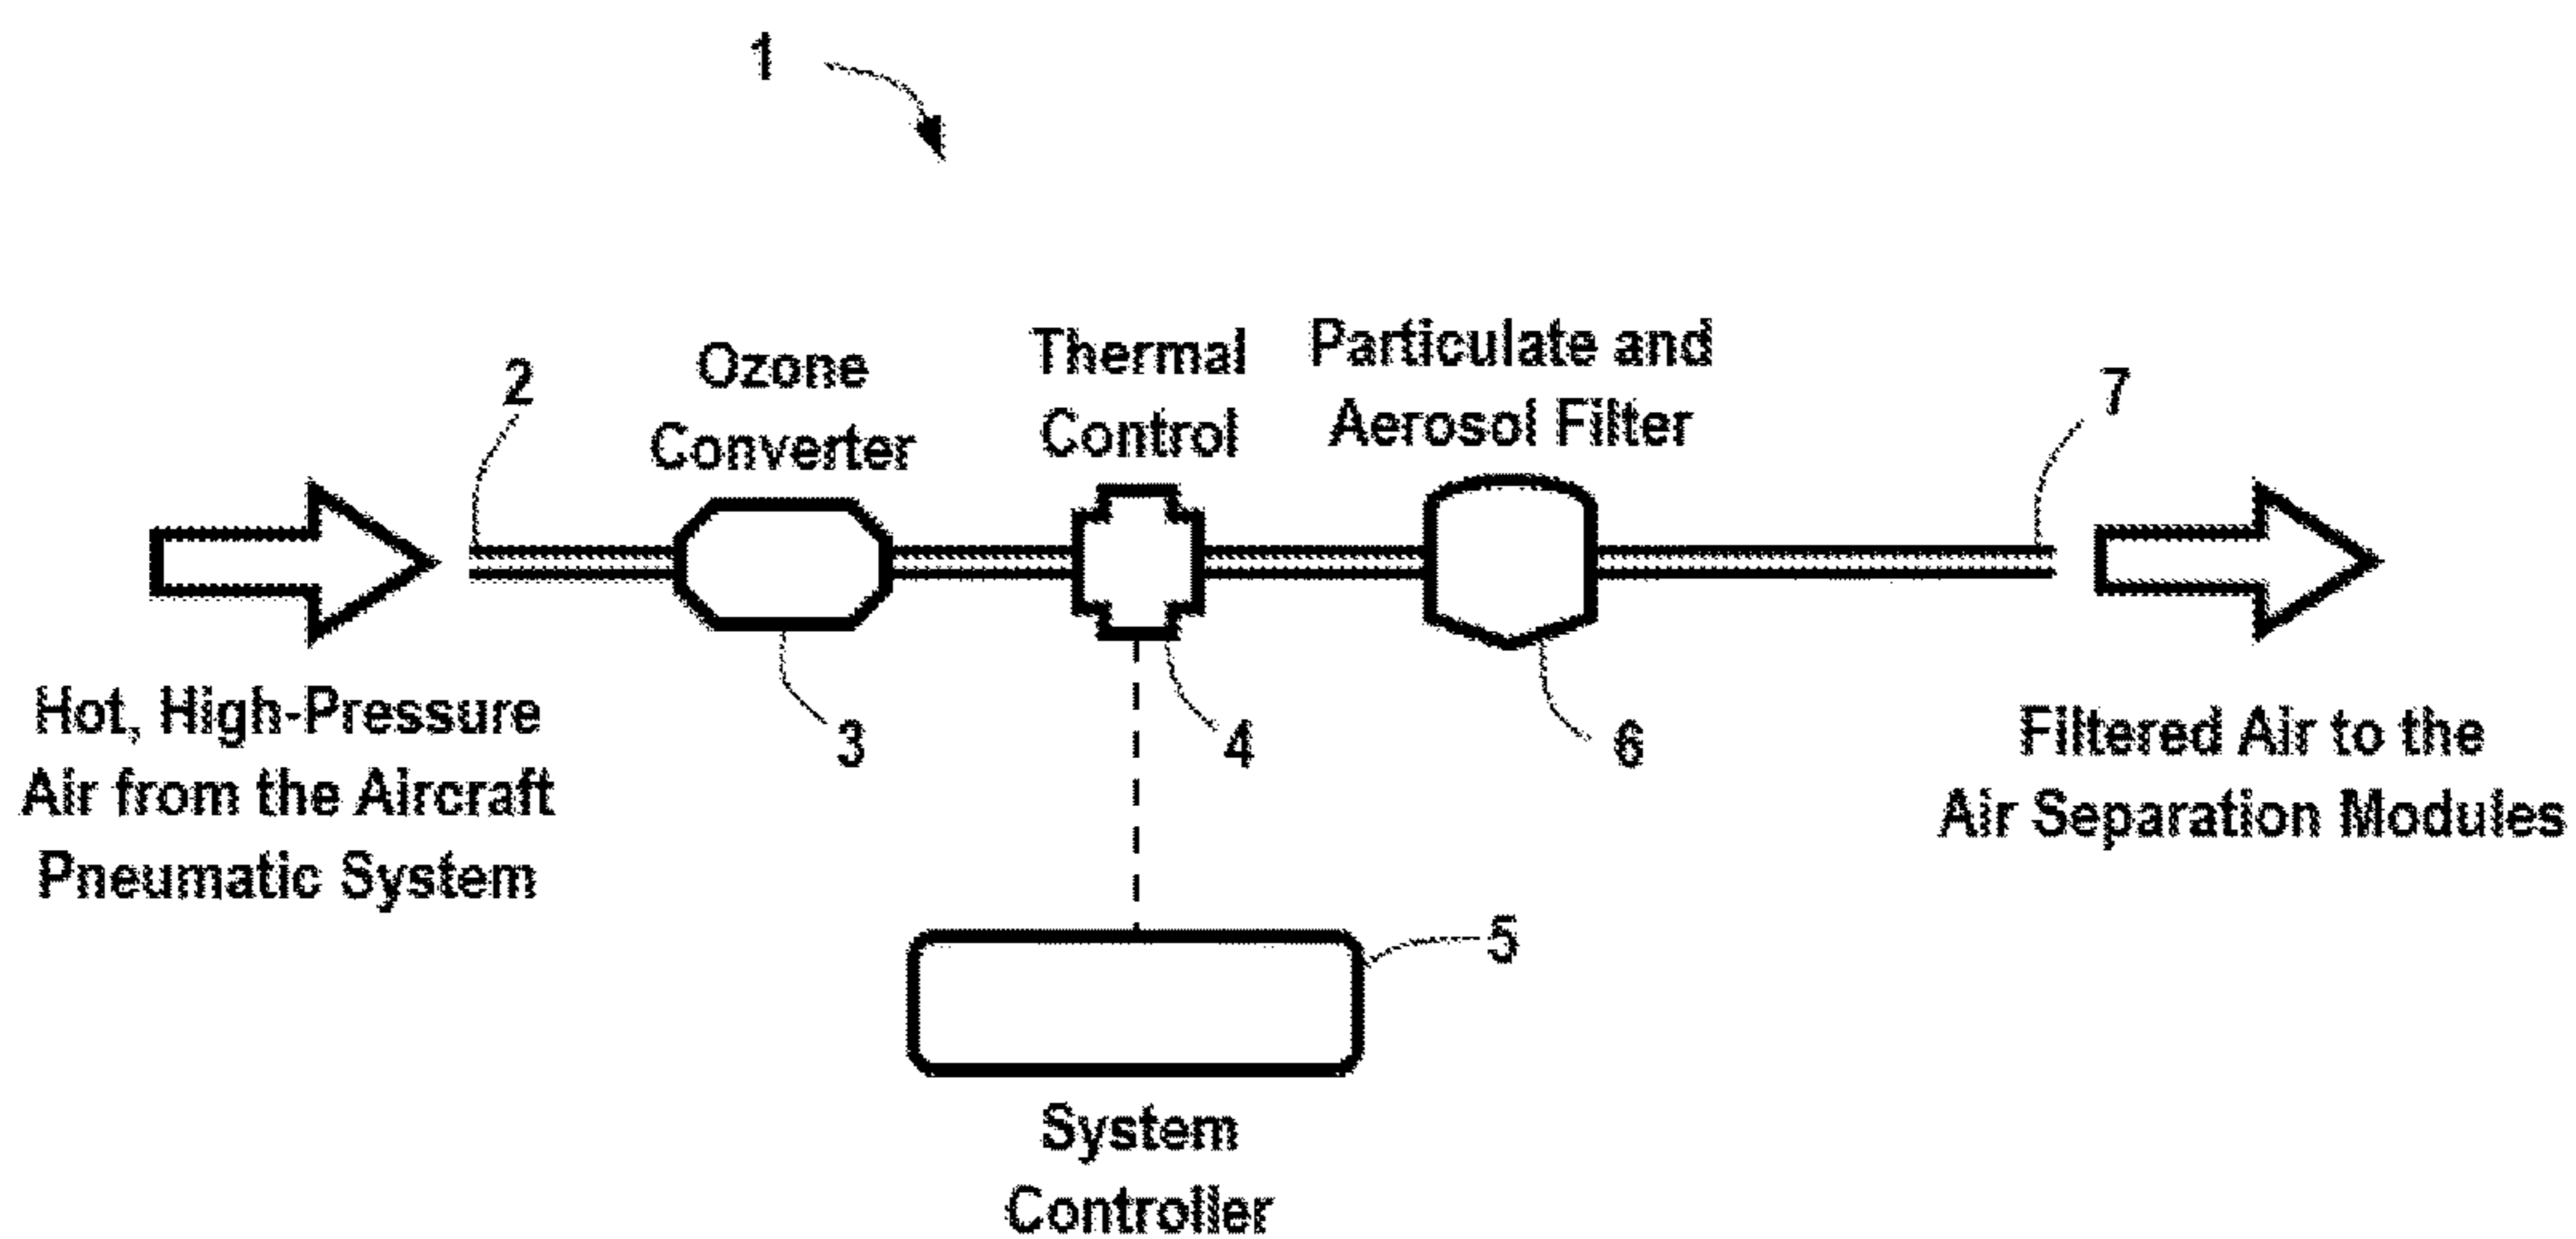 1
2
Ozone
Converter
Thermal
Control
Particulate and
Aerosol Filter
7
Hot, High-Pressure
Air from the Aircraft
Pneumatic System
3
4
6
Filtered Air to the
Air Separation Modules
5
System
Controller